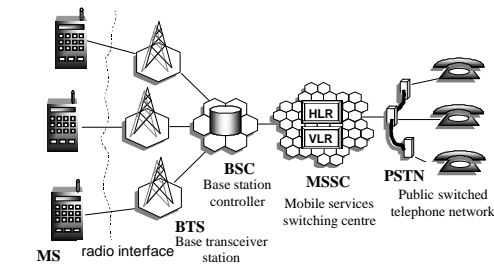 HLR
VLR
BSC
Base station
controller
MSSC
Mobile services
switching centre
PSTN
Public switched
telephone network
BTS
Base transceiver
station
MS
radio interface